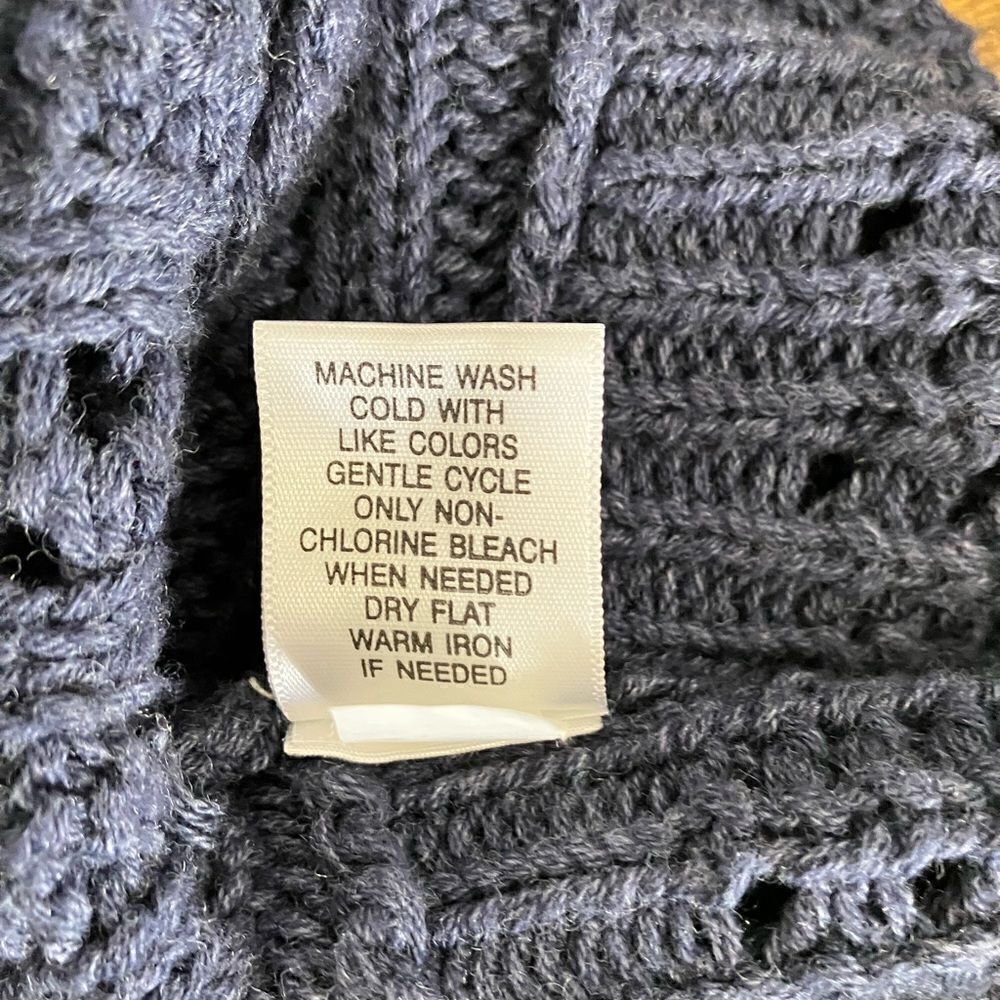 MACHINE WASH
COLD WITH
LIKE COLORS
GENTLE CYCLE
ONLY NON-
CHLORINE BLEACH
WHEN NEEDED
DRY FLAT
WARM IRON
IF NEEDED